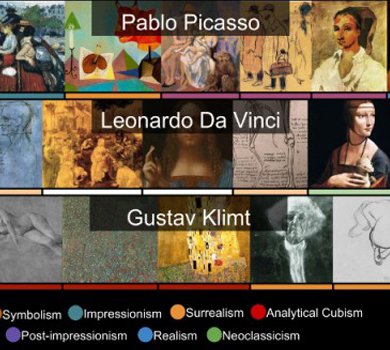 Pablo Picasso
Leonardo Da Vinci
Gustav Klimt
Symbolism Impressionism Surrealism Analytical Cubism
Post-impressionism Realism Neoclassicism